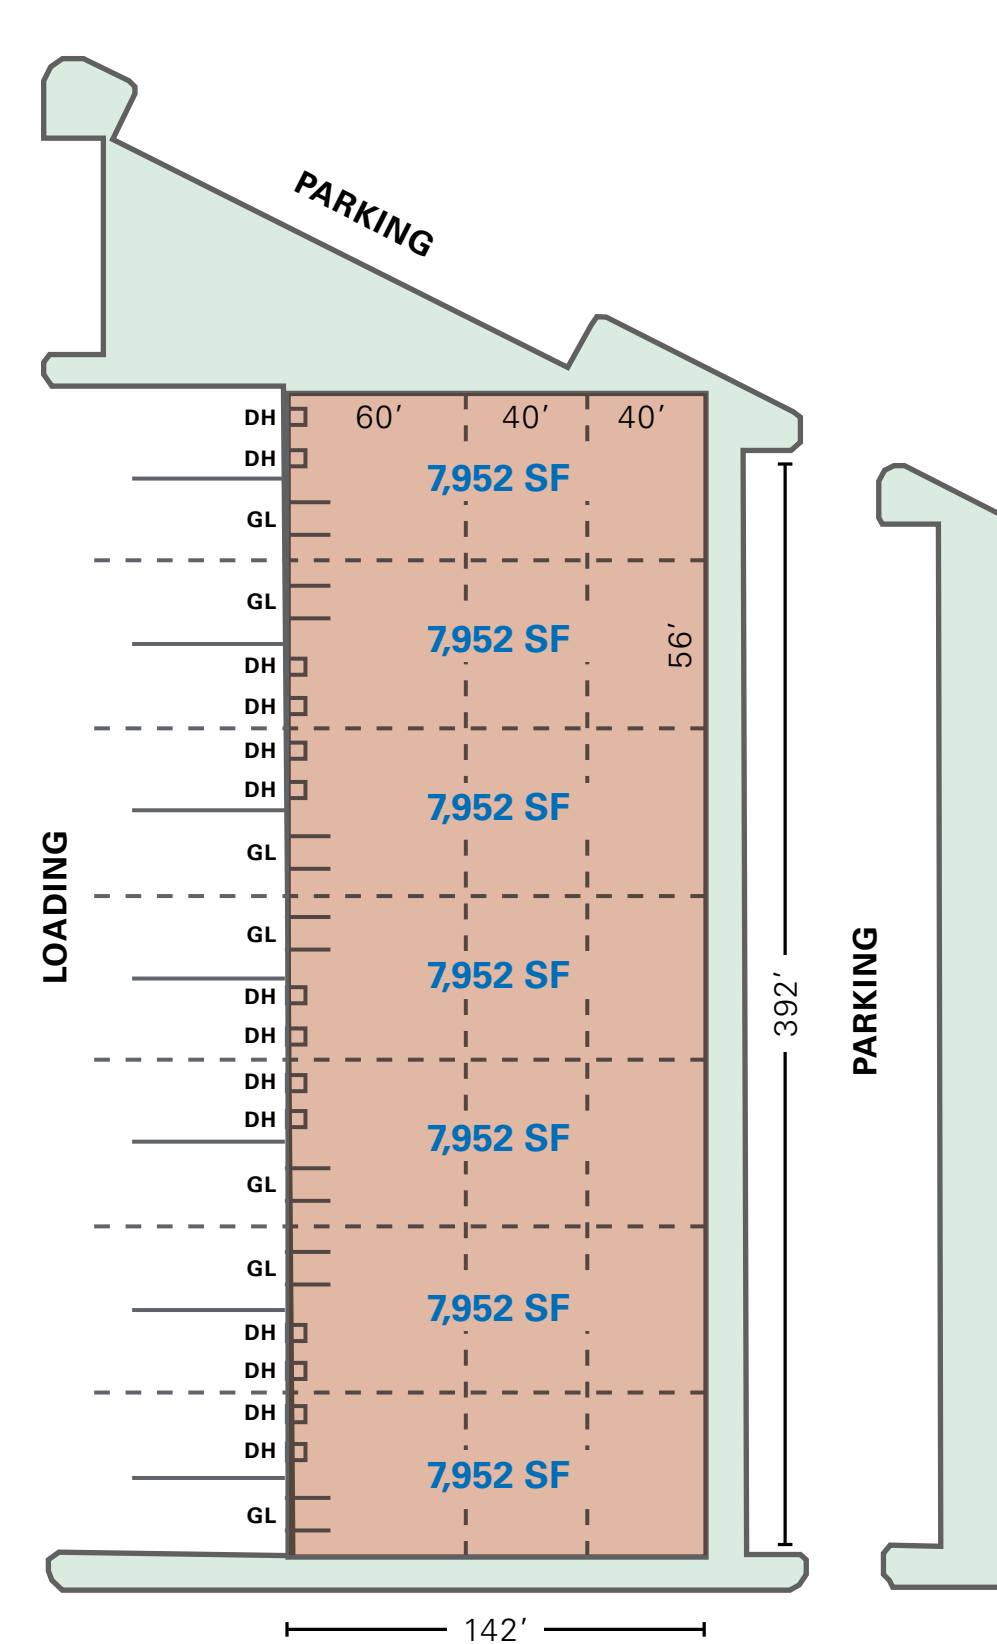 PARKING
DH
60′
40′
40′
DH
7,952 SF
GL
GL
7,952 SF
56′
DH
DH
DH
DH
7,952 SF
GL
LOADING
GL
PARKING
7,952 SF
DH
392′
DH
DH
DH
7,952 SF
GL
GL
7,952 SF
DH
DH
DH
DH
7,952 SF
GL
142′